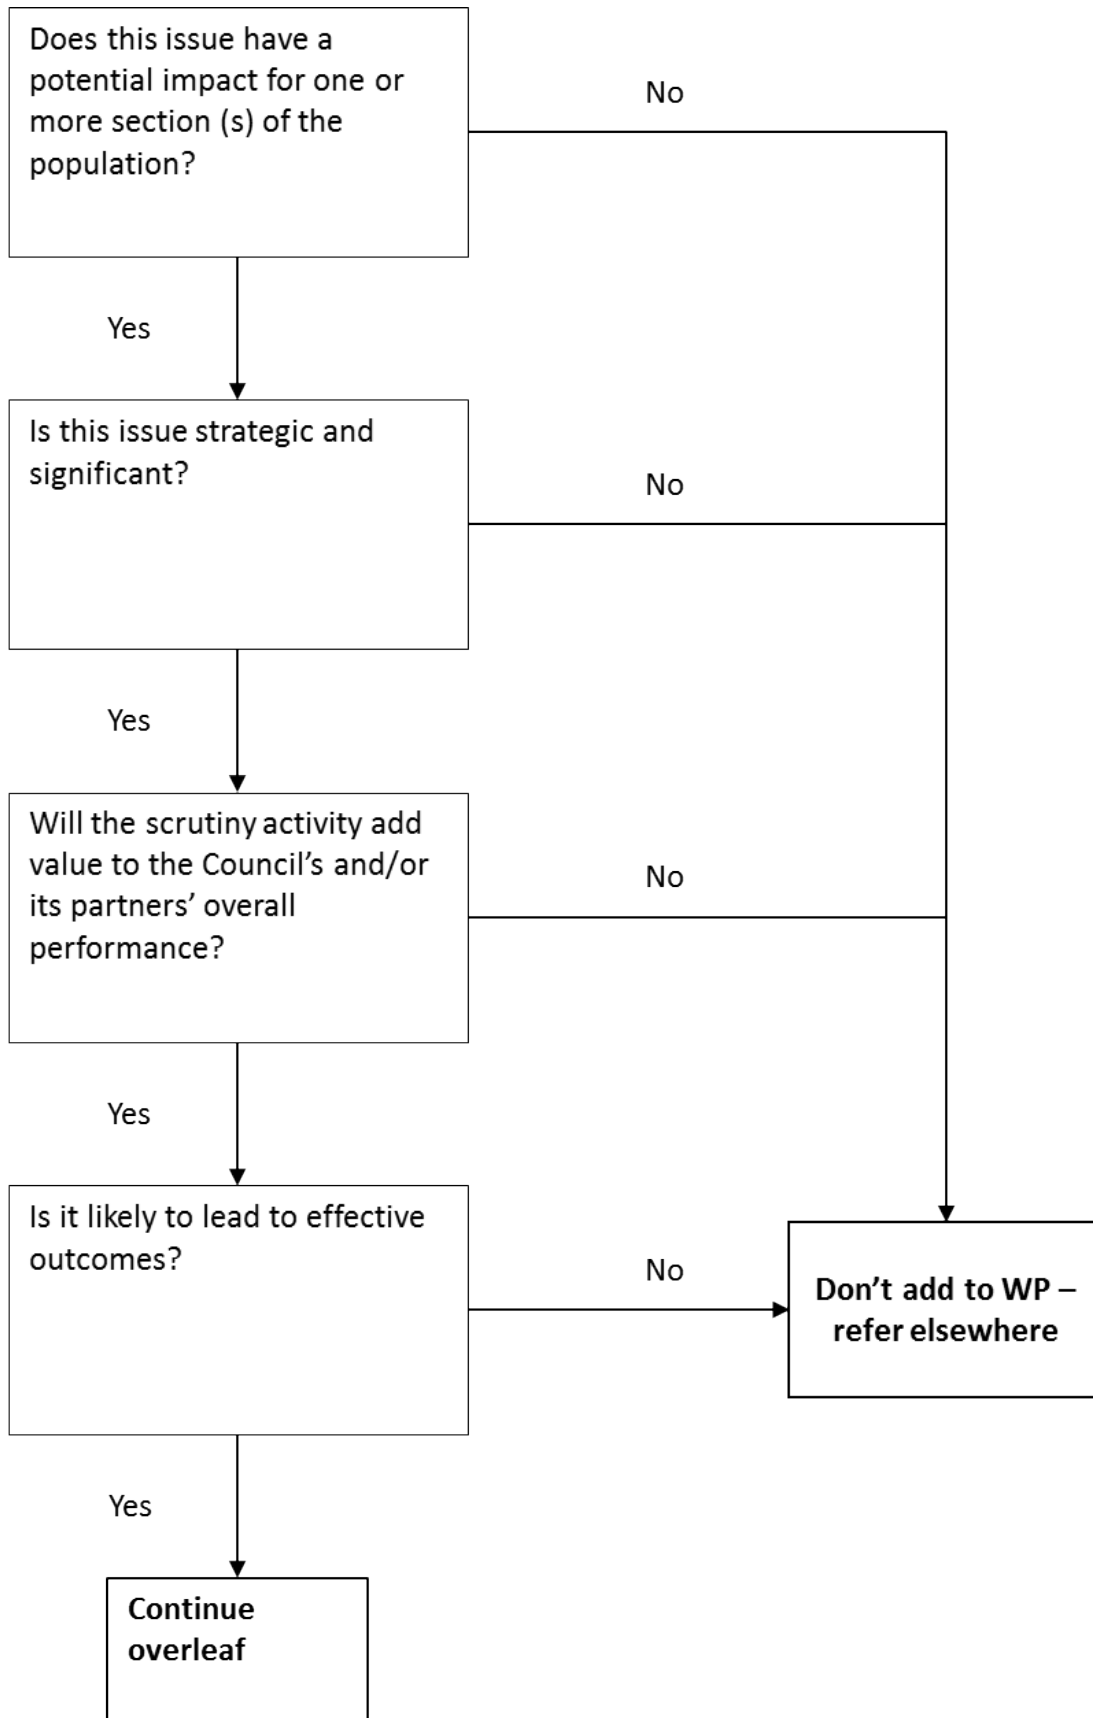 Does this issue have a
potential impact for one or
more section (s) of the
population?
No
Yes
Is this issue strategic and
significant?
No
Yes
Will the scrutiny activity add
value to the Council’s and/or
its partners’ overall
performance?
No
Yes
Is it likely to lead to effective
outcomes?
No
Don’t add to WP –
refer elsewhere
Yes
Continue
overleaf